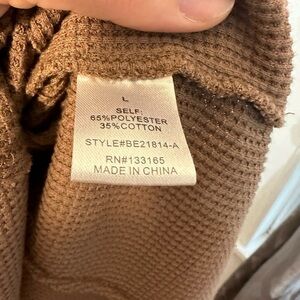 L
SELF:
65%POLYESTER
35%COTTON
STYLE#BE21814-A
RN#133165
MADE IN CHINA